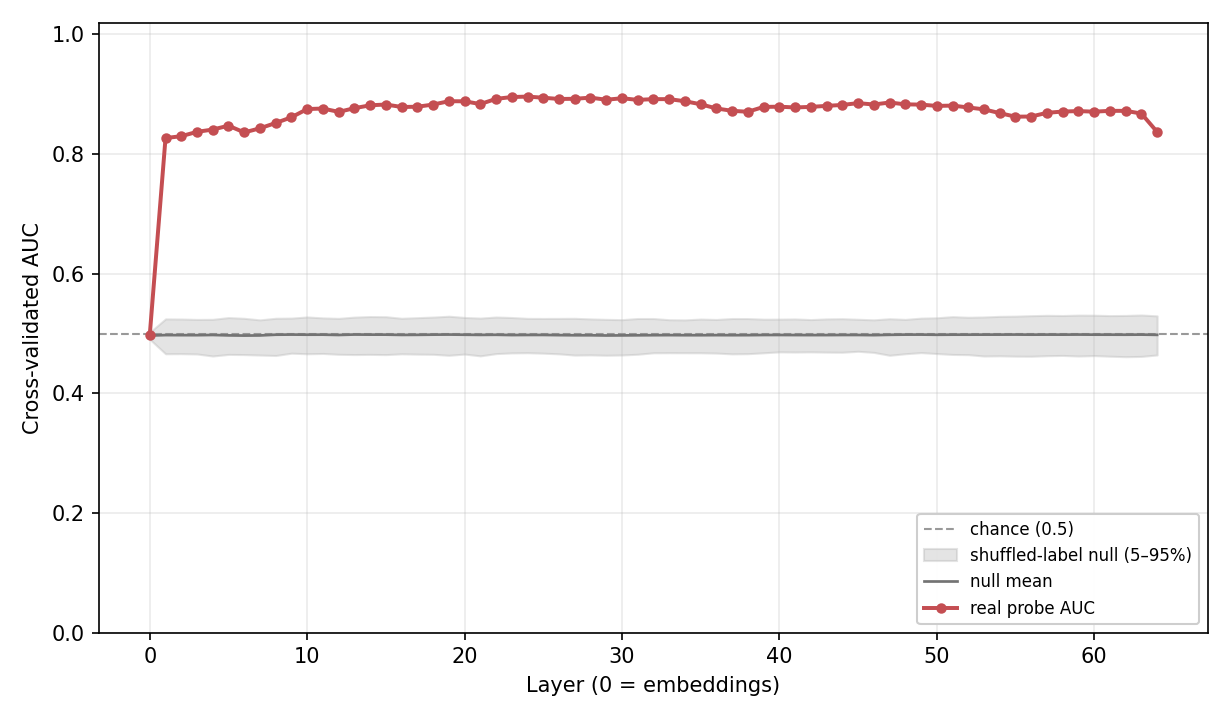 1.0
0.8
0.6
0.4
0.2
0.0
Cross-validated AUC
chance (0.5)
shuffled-label null (5–95%)
null mean
real probe AUC
0 10 20 30 40 50 60
Layer (0 = embeddings)